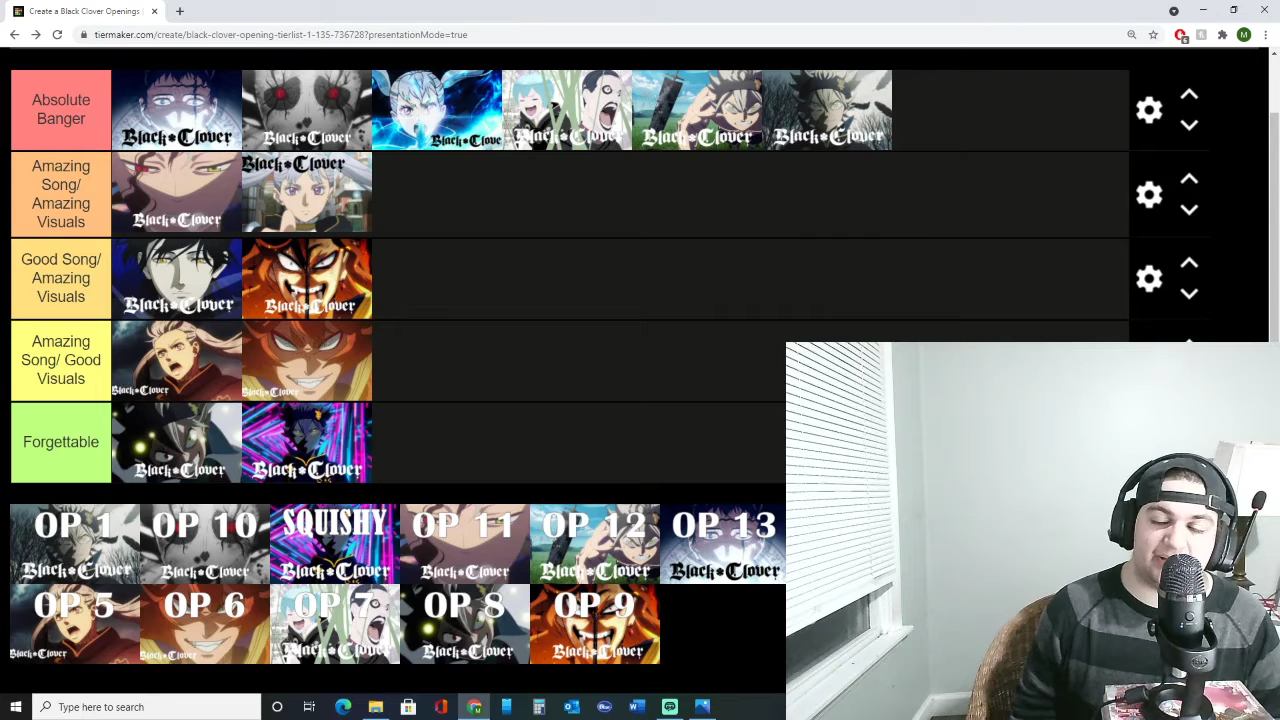 Create a Black Clover Openings
tiermaker.com/create/black-clover-opening-tierlist-1-135-736728?presentationMode=true
M
Absolute
Banger
Black Clover
Black Clover
Black Clove
Black Clover
Black Clover
Black Clover
Amazing
Song/
Amazing
Visuals
Black Clover
Black Clover
Good Song/
Amazing
Visuals
Black Clover
Black Clover
Amazing
Song/ Good
Visuals
Black Clover
Black Clover
Forgettable
Black Clover
Black Clover
OP 1
Black Clover
OP 10
Black Clover
SQUISHY
Black Clover
OP 11
Black Clover
OP 12
Black Clover
OP 13
Black Clover
OP 5
Black Clover
OP 6
Black Clover
OP 7
Black Clover
OP 8
Black Clover
OP 9
Black Clover
Type here to search